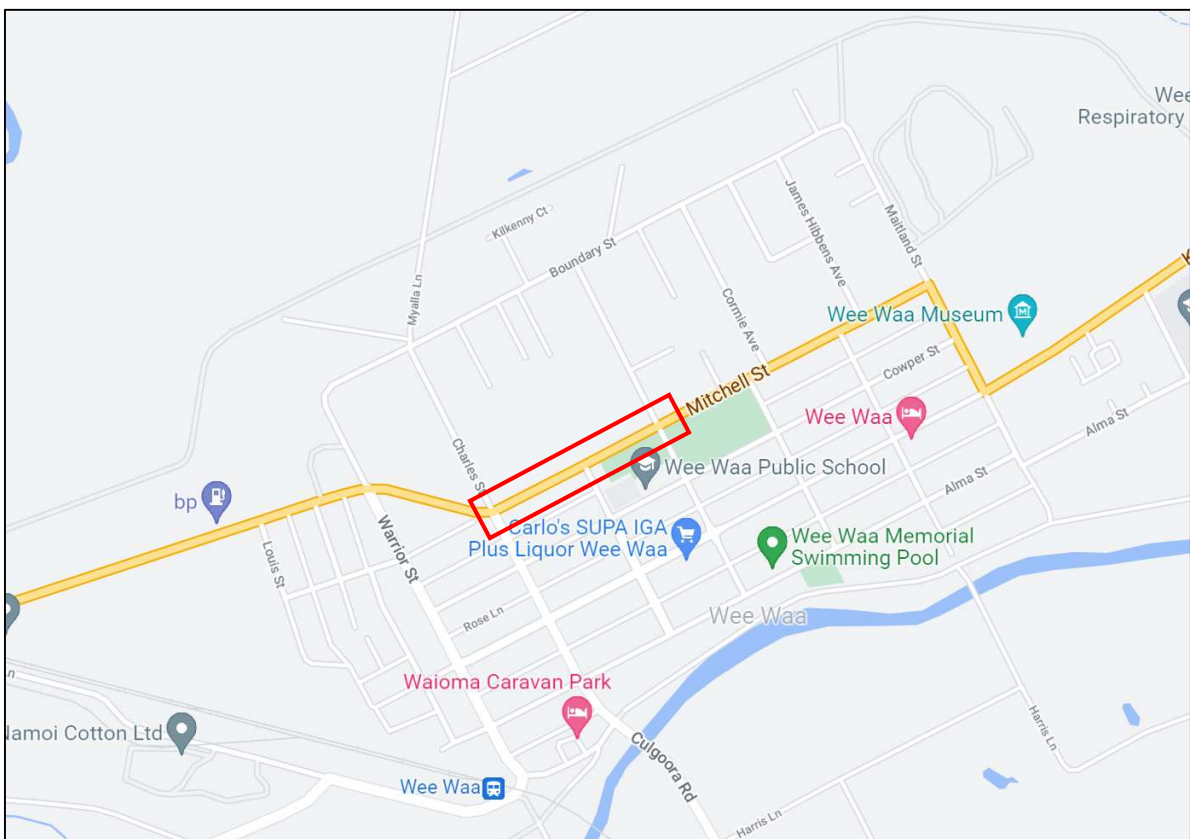 Wee
Respiratory
Kilkenny Ct
Boundary St
James Hibbens Ave
Maitland St
Myalla Ln
Cormie Ave
K
Wee Waa Museum
Cowper St
Mitchell St
Wee Waa
Alma St
Charles St
Wee Waa Public School
Alma St
bp
Warrior St
Louis St
Carlo's SUPA IGA
Plus Liquor Wee Waa
Wee Waa Memorial
Swimming Pool
Rose Ln
Wee Waa
Ln
Waioma Caravan Park
Namoi Cotton Ltd
Culgoora Rd
Harris Ln
Wee Waa
Harris Ln